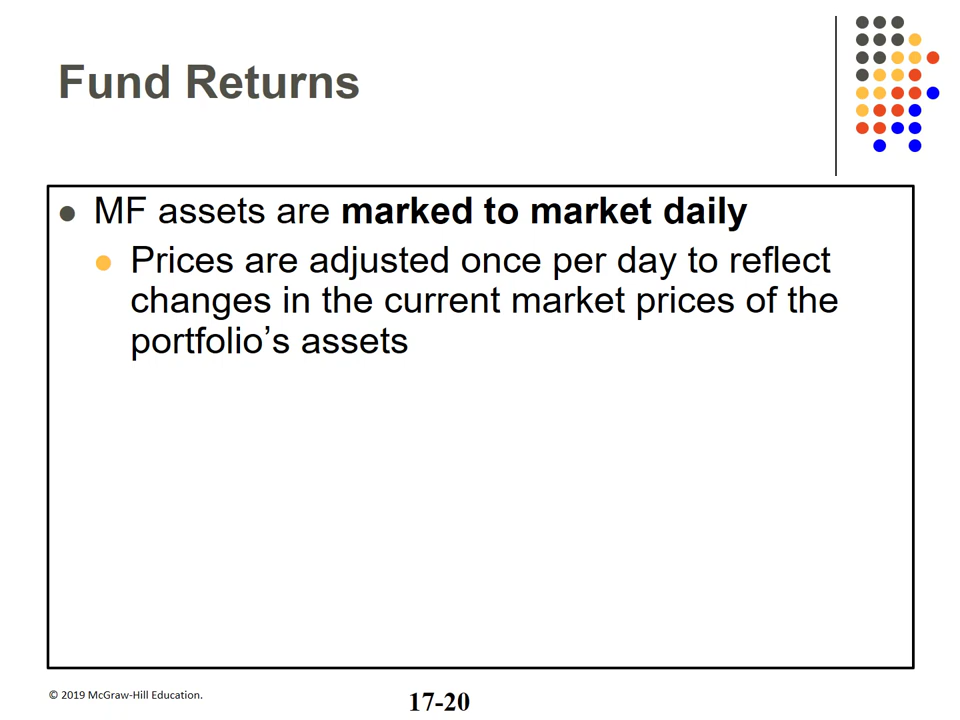 Fund Returns
MF assets are marked to market daily
Prices are adjusted once per day to reflect
changes in the current market prices of the
portfolio’s assets
© 2019 McGraw-Hill Education.
17-20